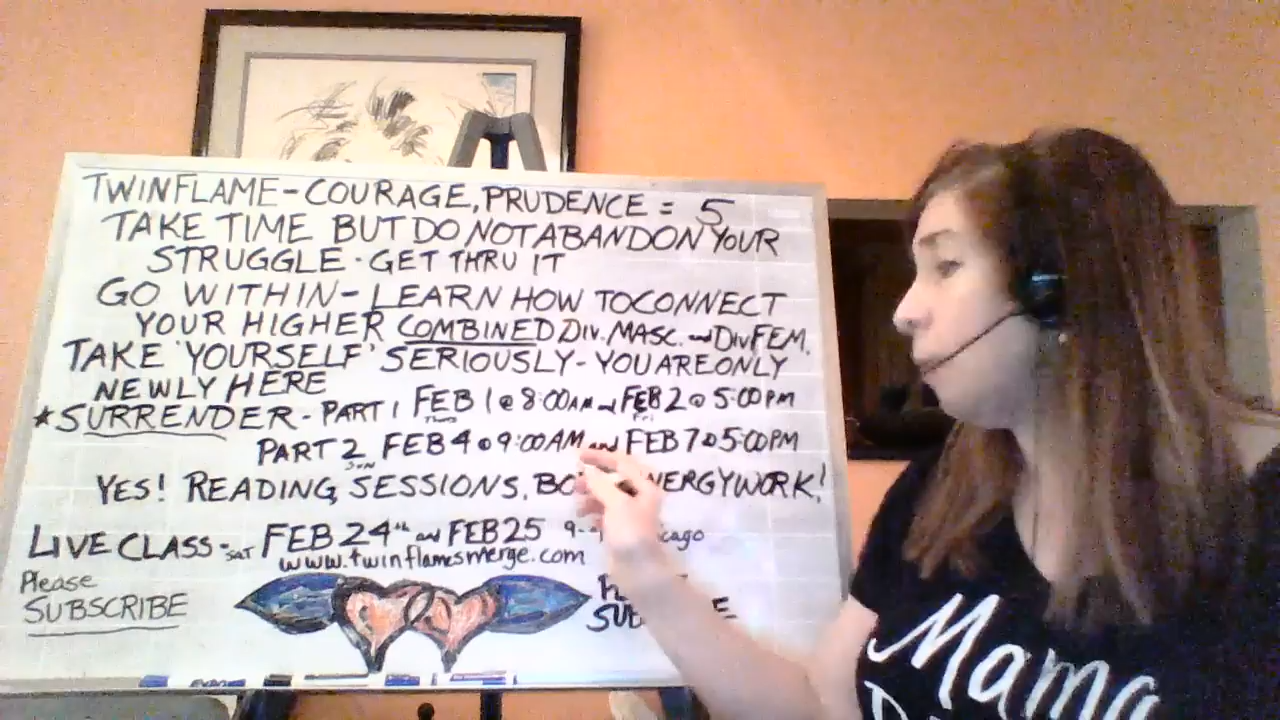 TWINFLAME-COURAGE, PRUDENCE = 5
TAKE TIME BUT DO NOT ABANDON YOUR
STRUGGLE - GET THRU IT
GO WITHIN - LEARN HOW TO CONNECT
YOUR HIGHER COMBINED DIV. MASC. and DIV FEM.
TAKE 'YOURSELF' SERIOUSLY - YOU ARE ONLY
NEWLY HERE
*SURRENDER - PART 1 FEB 1 @ 8:00AM and FEB 2 @ 5:00PM
Thurs Fri
PART 2 FEB 4 @ 9:00AM and FEB 7 @ 5:00PM
SUN
YES! READING, SESSIONS,
LIVE CLASS - SAT FEB 24th and FEB 25
www.twinflamesmerge.com
Please
SUBSCRIBE
Mama